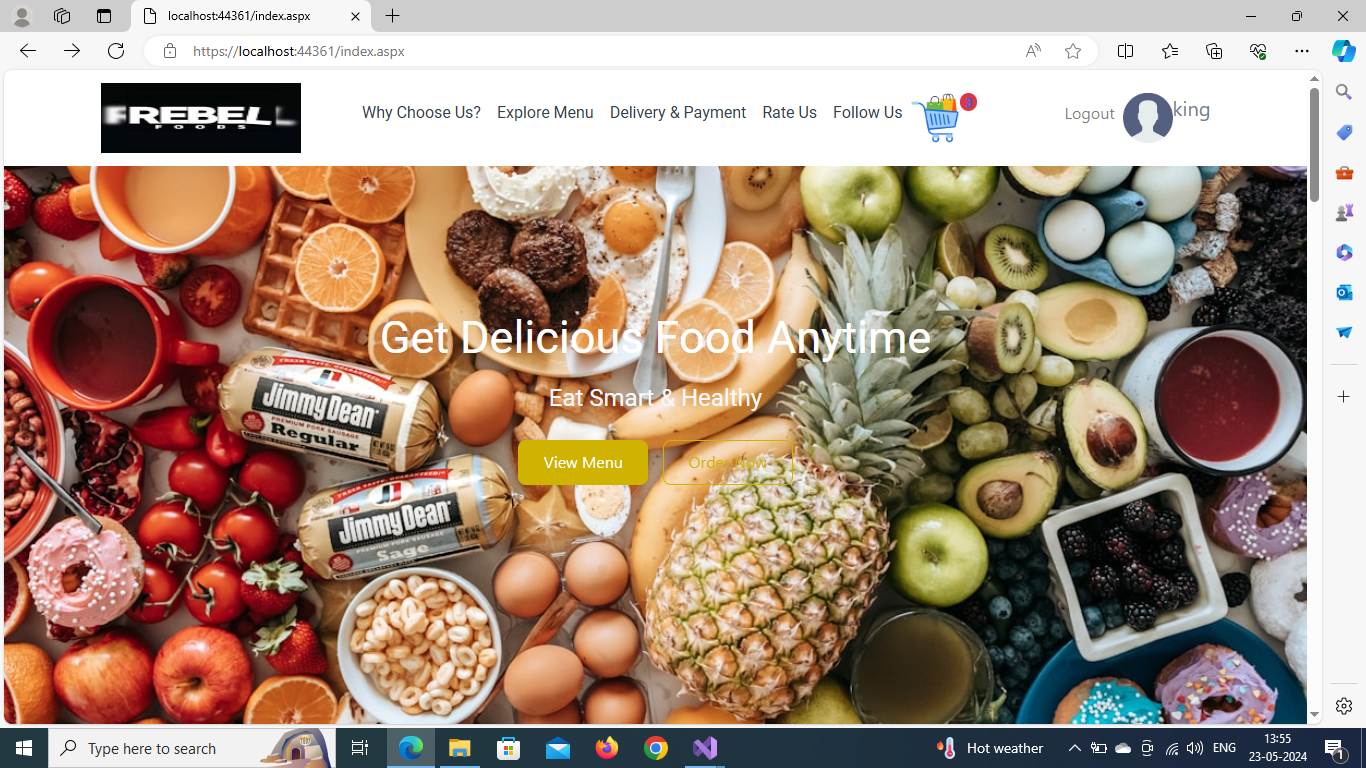 localhost:44361/index.aspx
https://localhost:44361/index.aspx
FREBELL
FOODS
Why Choose Us?
Explore Menu
Delivery & Payment
Rate Us
Follow Us
3
Logout
king
Get Delicious Food Anytime
Eat Smart & Healthy
View Menu
Order Now
Jimmy Dean
PREMIUM PORK SAUSAGE
Regular
Jimmy Dean
PREMIUM PORK SAUSAGE
Sage
Type here to search
Hot weather
ENG
13:55
23-05-2024
1